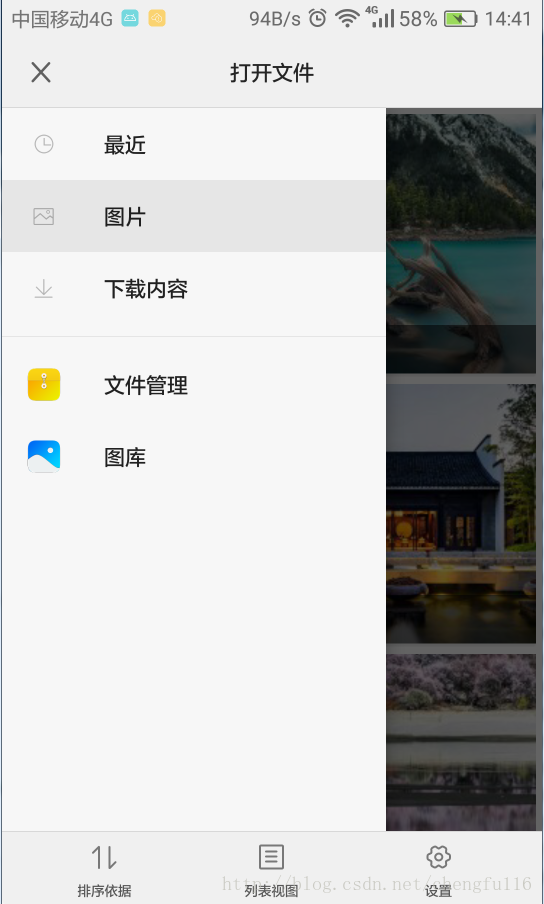 中国移动4G 94B/s 4G 58% 14:41
打开文件
最近
图片
下载内容
文件管理
图库
排序依据 列表视图 设置
http://blog.csdn.net/chengfu116